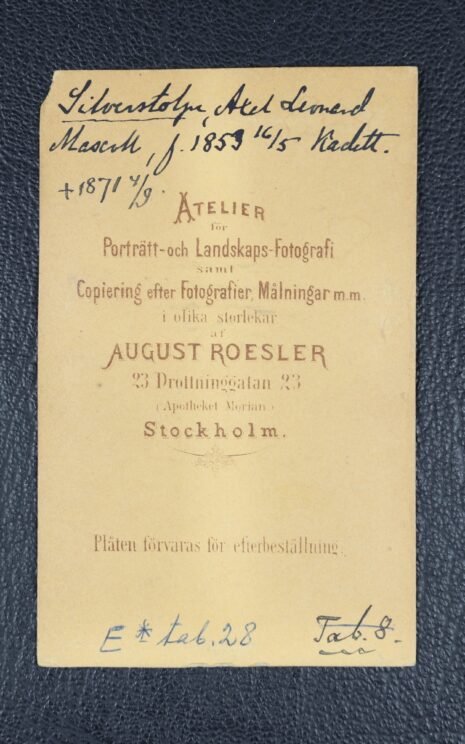 Silverstolpe, Axel Leonard
Mascoll, f. 1853 16/5 Kadett.
+ 1871 4/9.
ATELIER
för
Porträtt-och Landskaps-Fotografi
samt
Copiering efter Fotografier, Målningar m.m.
i olika storlekar
af
AUGUST ROESLER
23 Drottninggatan 23
(Apotheket Morian.)
Stockholm.
Plåten förvaras för efterbeställning.
E * tab. 28
Tab. 8.